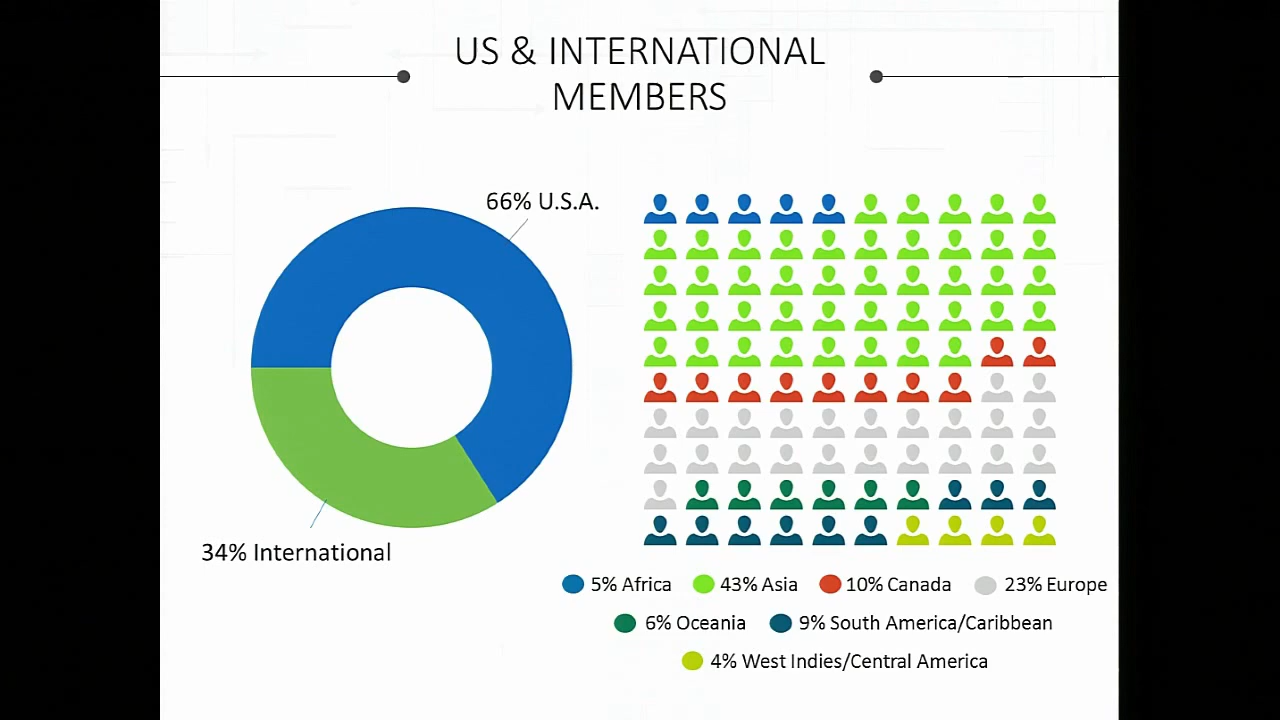 US & INTERNATIONAL
MEMBERS
66% U.S.A.
34% International
5% Africa
43% Asia
10% Canada
23% Europe
6% Oceania
9% South America/Caribbean
4% West Indies/Central America